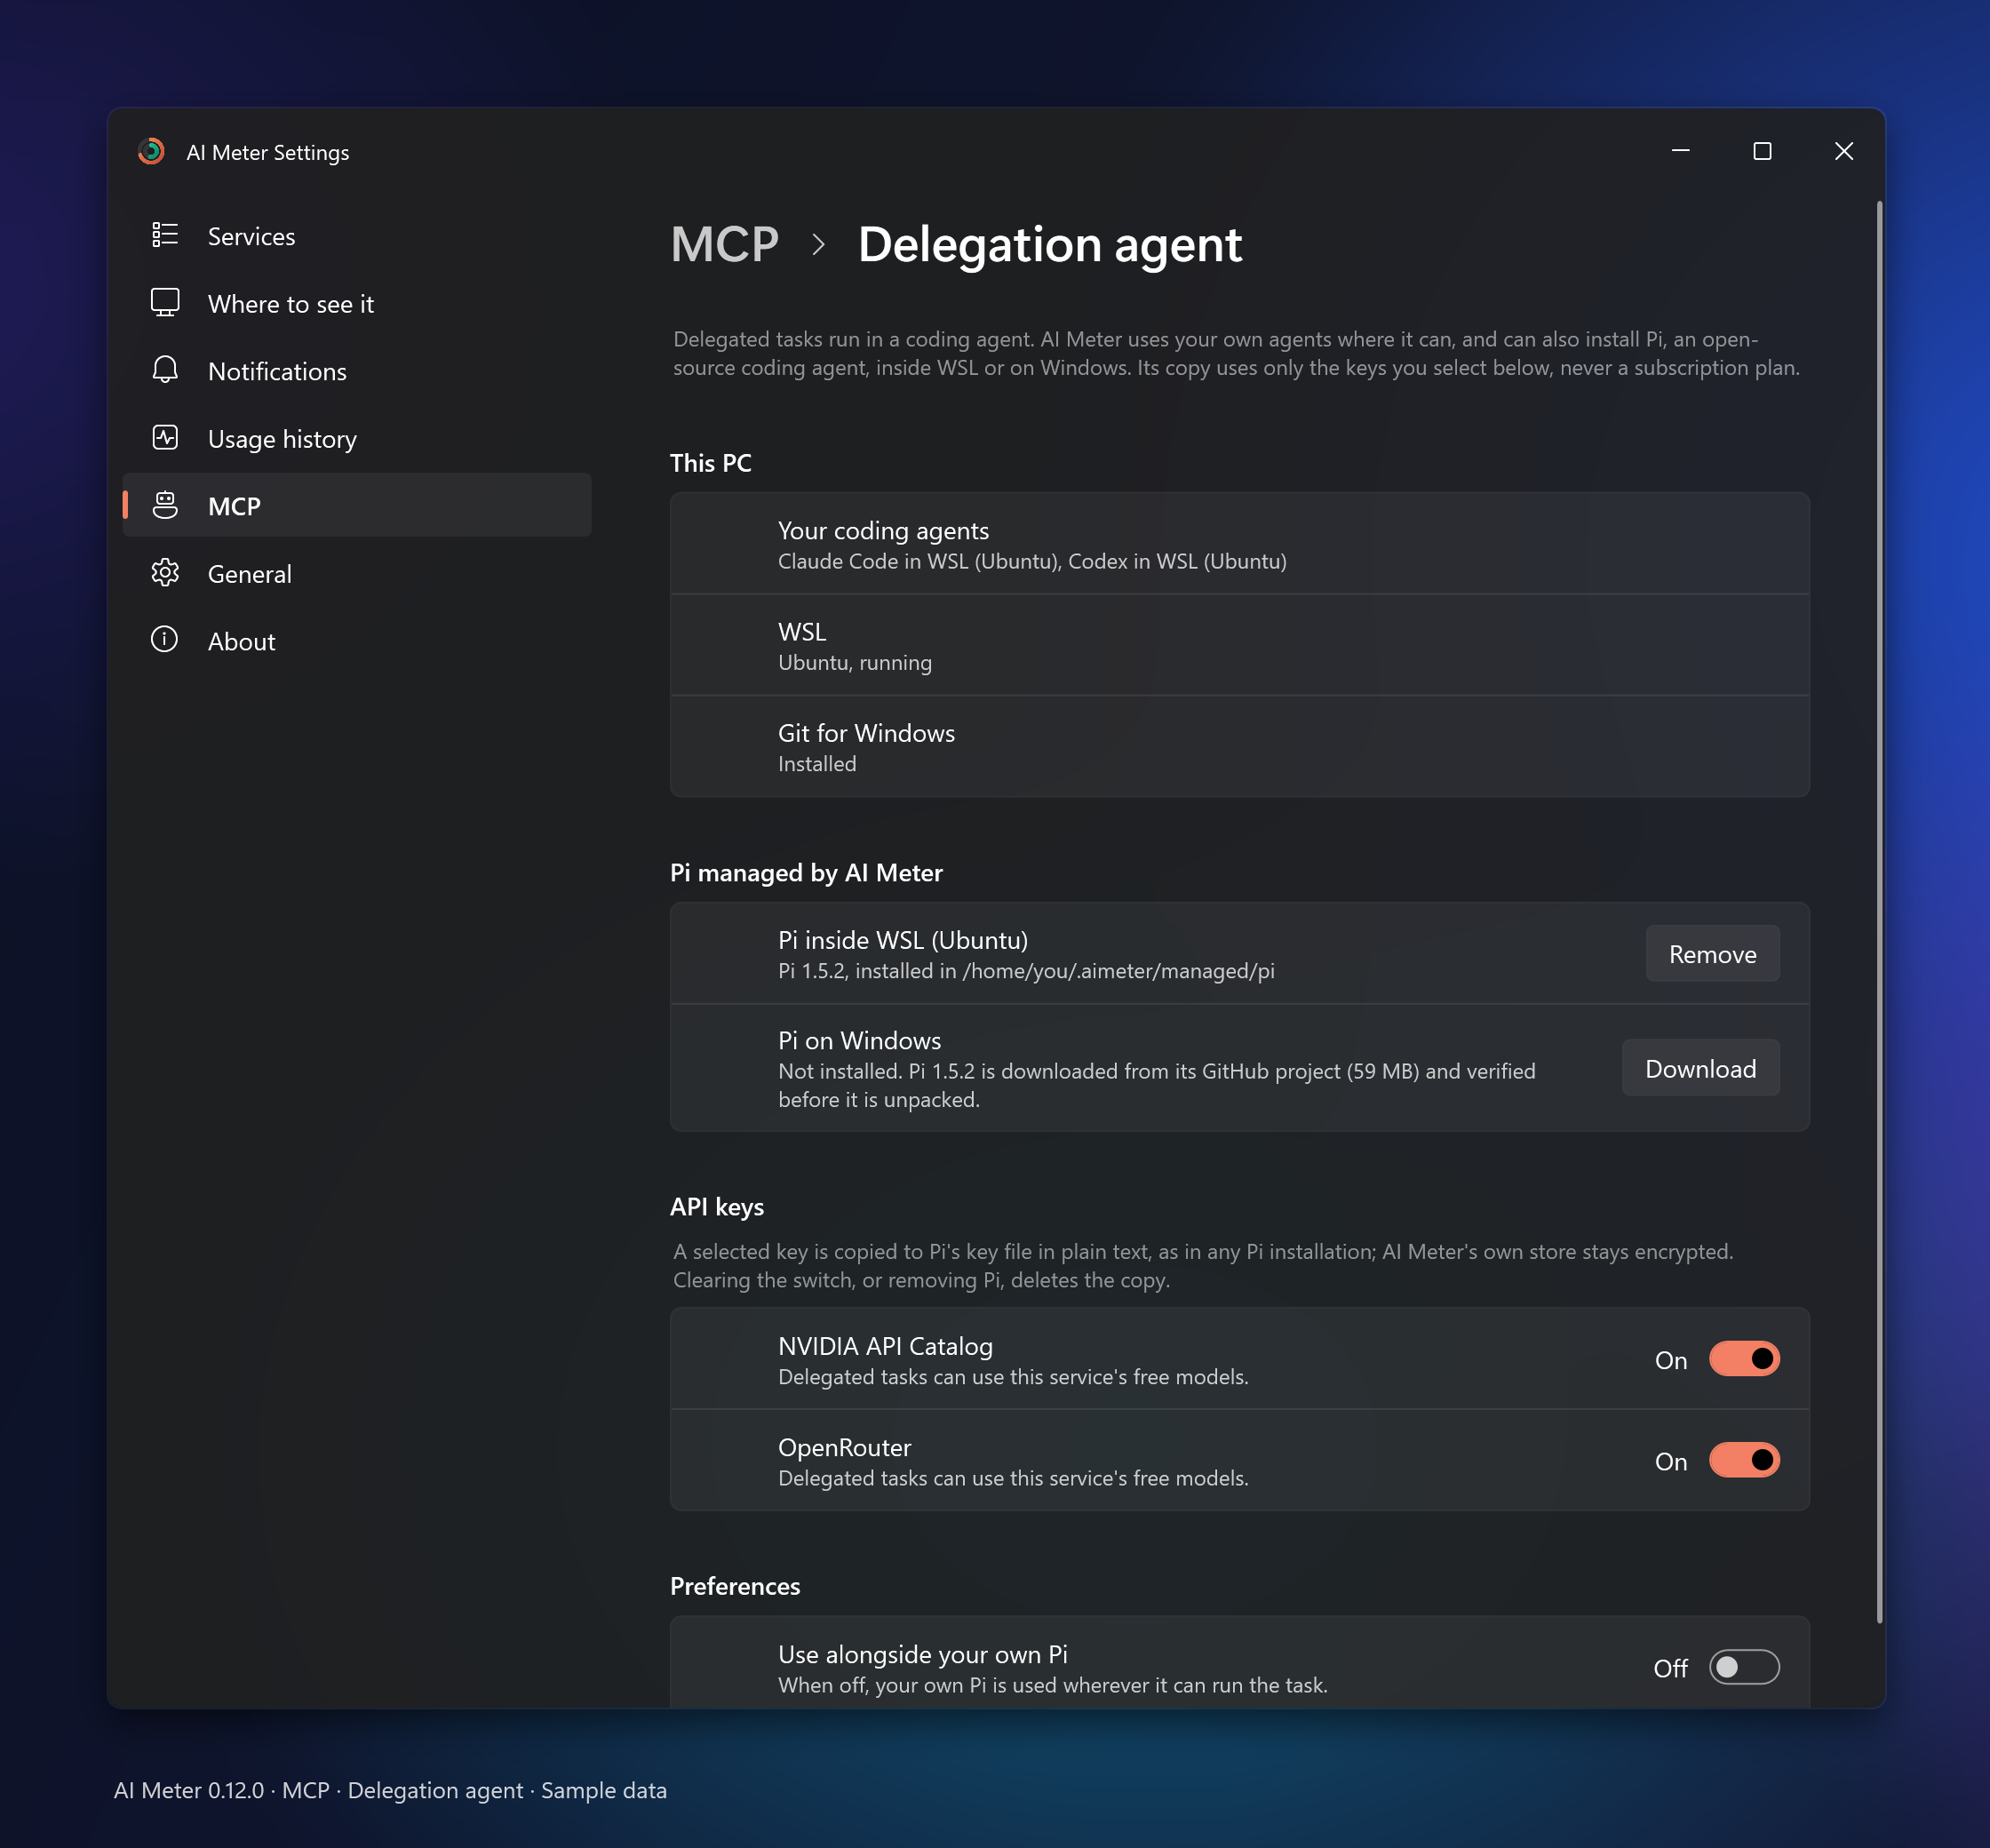 AI Meter Settings
Services
Where to see it
Notifications
Usage history
MCP
General
About
MCP > Delegation agent
Delegated tasks run in a coding agent. AI Meter uses your own agents where it can, and can also install Pi, an open-
source coding agent, inside WSL or on Windows. Its copy uses only the keys you select below, never a subscription plan.
This PC
Your coding agents
Claude Code in WSL (Ubuntu), Codex in WSL (Ubuntu)
WSL
Ubuntu, running
Git for Windows
Installed
Pi managed by AI Meter
Pi inside WSL (Ubuntu)
Pi 1.5.2, installed in /home/you/.aimeter/managed/pi
Remove
Pi on Windows
Not installed. Pi 1.5.2 is downloaded from its GitHub project (59 MB) and verified
before it is unpacked.
Download
API keys
A selected key is copied to Pi's key file in plain text, as in any Pi installation; AI Meter's own store stays encrypted.
Clearing the switch, or removing Pi, deletes the copy.
NVIDIA API Catalog
Delegated tasks can use this service's free models.
On
OpenRouter
Delegated tasks can use this service's free models.
On
Preferences
Use alongside your own Pi
When off, your own Pi is used wherever it can run the task.
Off
AI Meter 0.12.0 · MCP · Delegation agent · Sample data